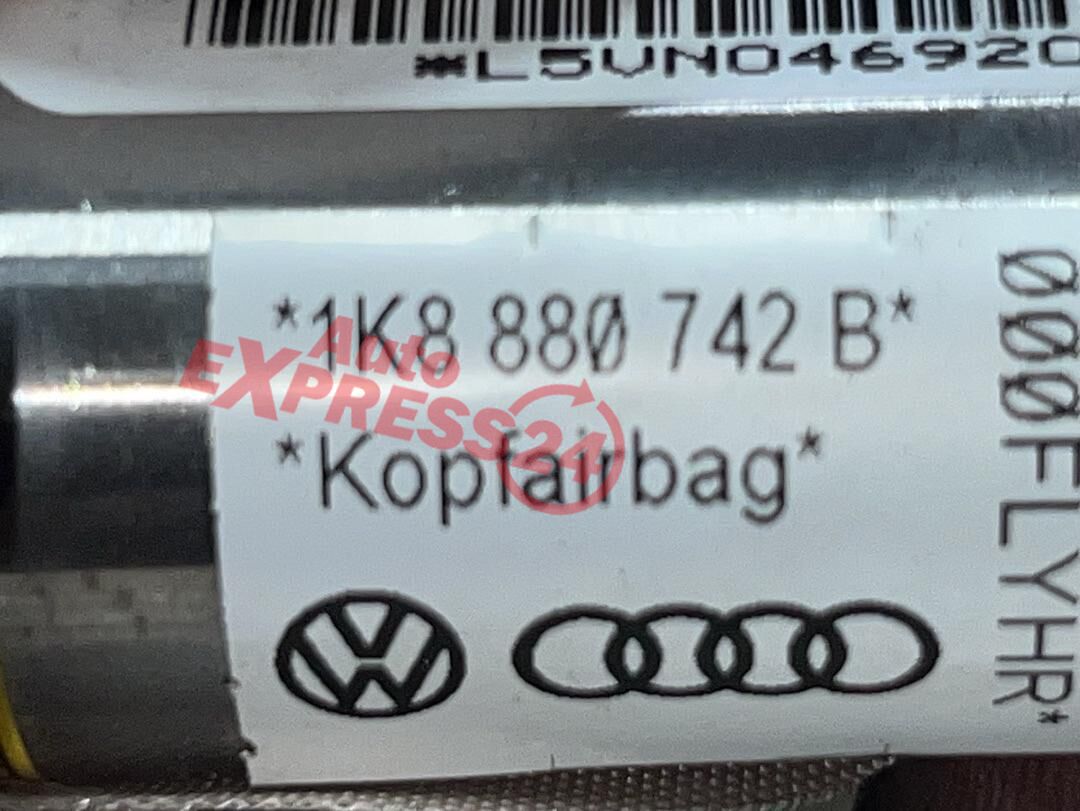 *L5VN046920
*1K8 880 742 B*
Auto
EXPRESS24
*Kopfairbag*
000FLYHR*